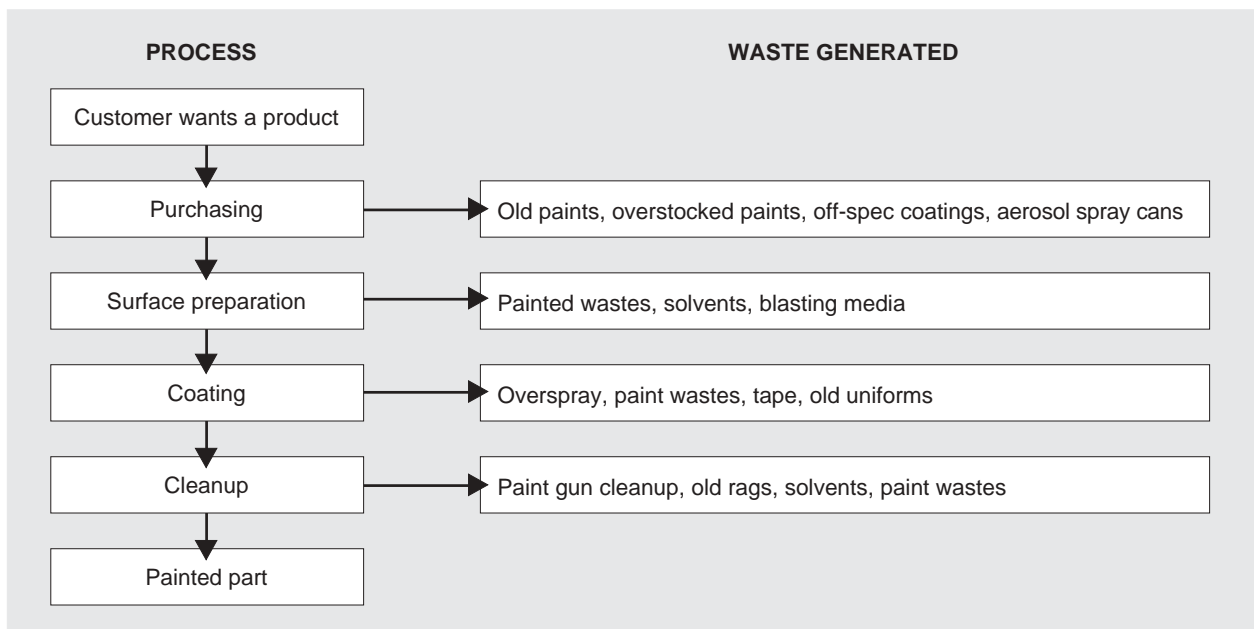 PROCESS
WASTE GENERATED
Customer wants a product
Purchasing
Old paints, overstocked paints, off-spec coatings, aerosol spray cans
Surface preparation
Painted wastes, solvents, blasting media
Coating
Overspray, paint wastes, tape, old uniforms
Cleanup
Paint gun cleanup, old rags, solvents, paint wastes
Painted part